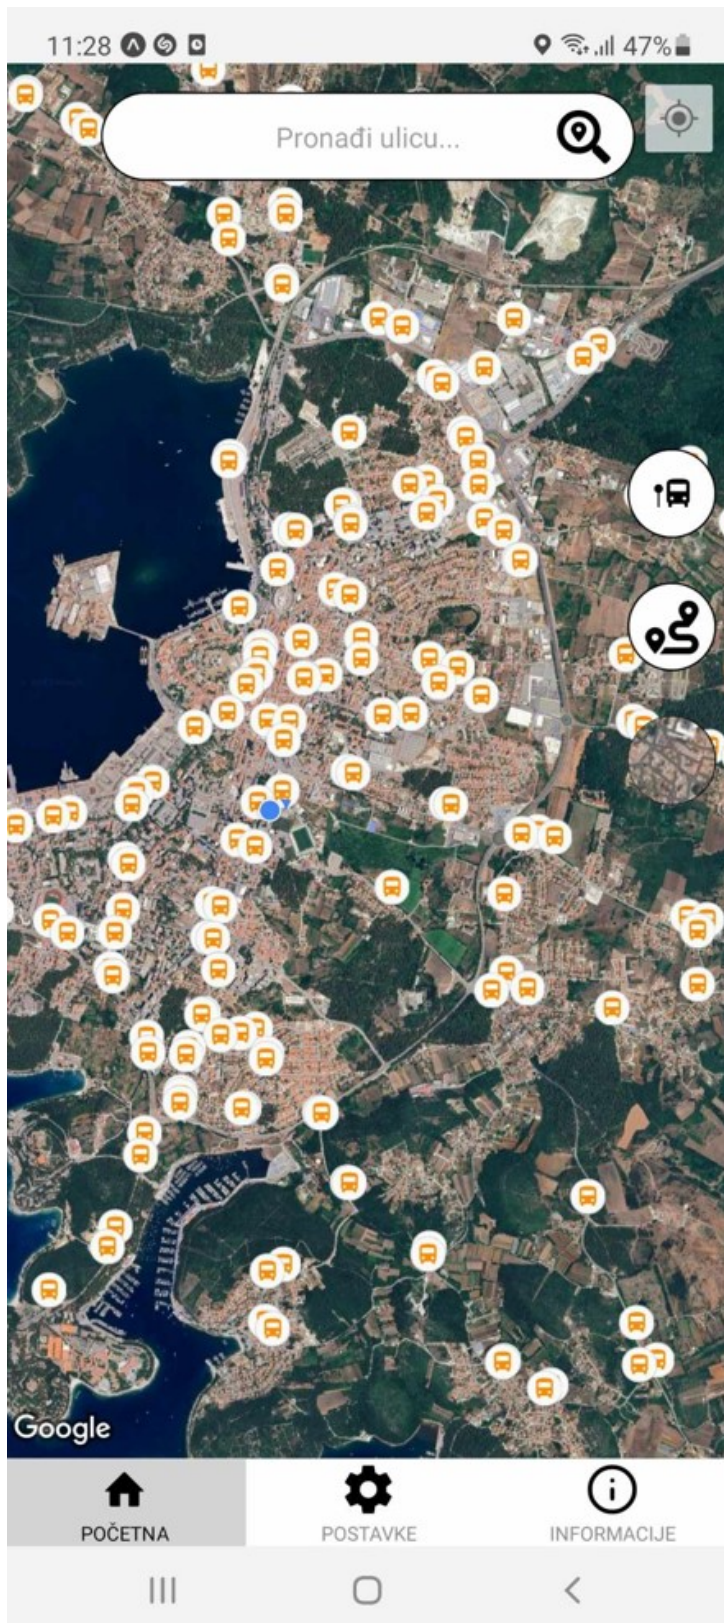 11:28
47%
Pronađi ulicu...
Google
POČETNA
POSTAVKE
INFORMACIJE